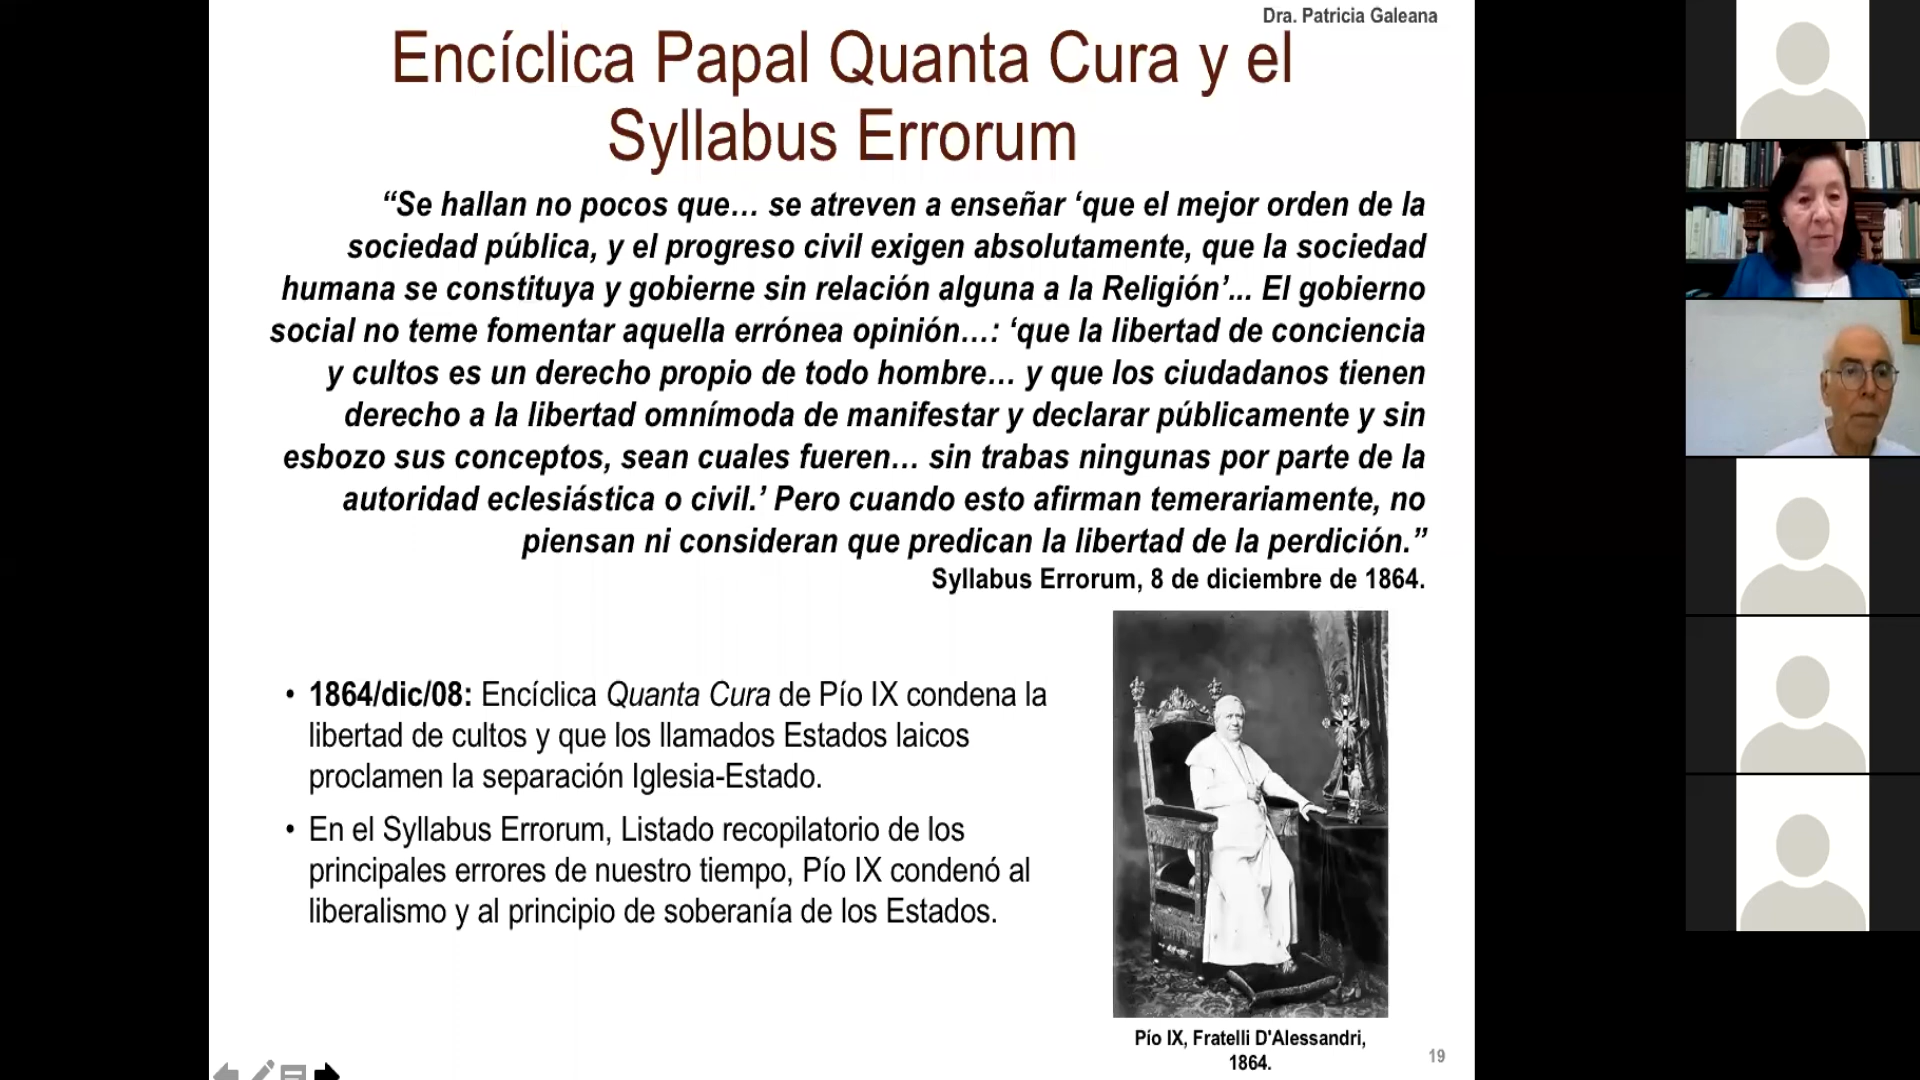 Dra. Patricia Galeana
Encíclica Papal Quanta Cura y el
Syllabus Errorum
“Se hallan no pocos que… se atreven a enseñar ‘que el mejor orden de la
sociedad pública, y el progreso civil exigen absolutamente, que la sociedad
humana se constituya y gobierne sin relación alguna a la Religión’... El gobierno
social no teme fomentar aquella errónea opinión…: ‘que la libertad de conciencia
y cultos es un derecho propio de todo hombre… y que los ciudadanos tienen
derecho a la libertad omnímoda de manifestar y declarar públicamente y sin
esbozo sus conceptos, sean cuales fueren… sin trabas ningunas por parte de la
autoridad eclesiástica o civil.’ Pero cuando esto afirman temerariamente, no
piensan ni consideran que predican la libertad de la perdición.”
Syllabus Errorum, 8 de diciembre de 1864.
• 1864/dic/08: Encíclica Quanta Cura de Pío IX condena la
libertad de cultos y que los llamados Estados laicos
proclamen la separación Iglesia-Estado.
• En el Syllabus Errorum, Listado recopilatorio de los
principales errores de nuestro tiempo, Pío IX condenó al
liberalismo y al principio de soberanía de los Estados.
Pío IX, Fratelli D'Alessandri,
1864.
19